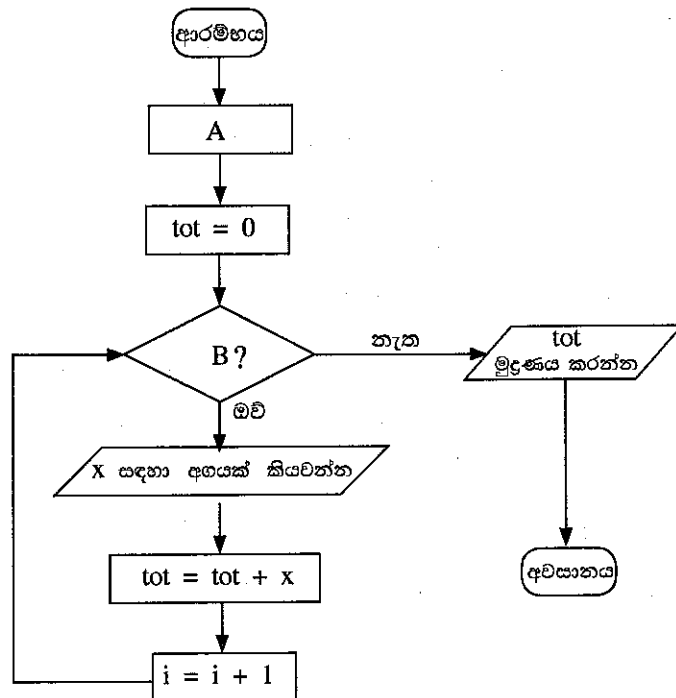 ආරම්භය
A
tot = 0
B?
නැත
tot
මුද්‍රණය කරන්න
ඔව්
x සඳහා අගයක් කියවන්න
tot = tot + x
අවසානය
i = i + 1